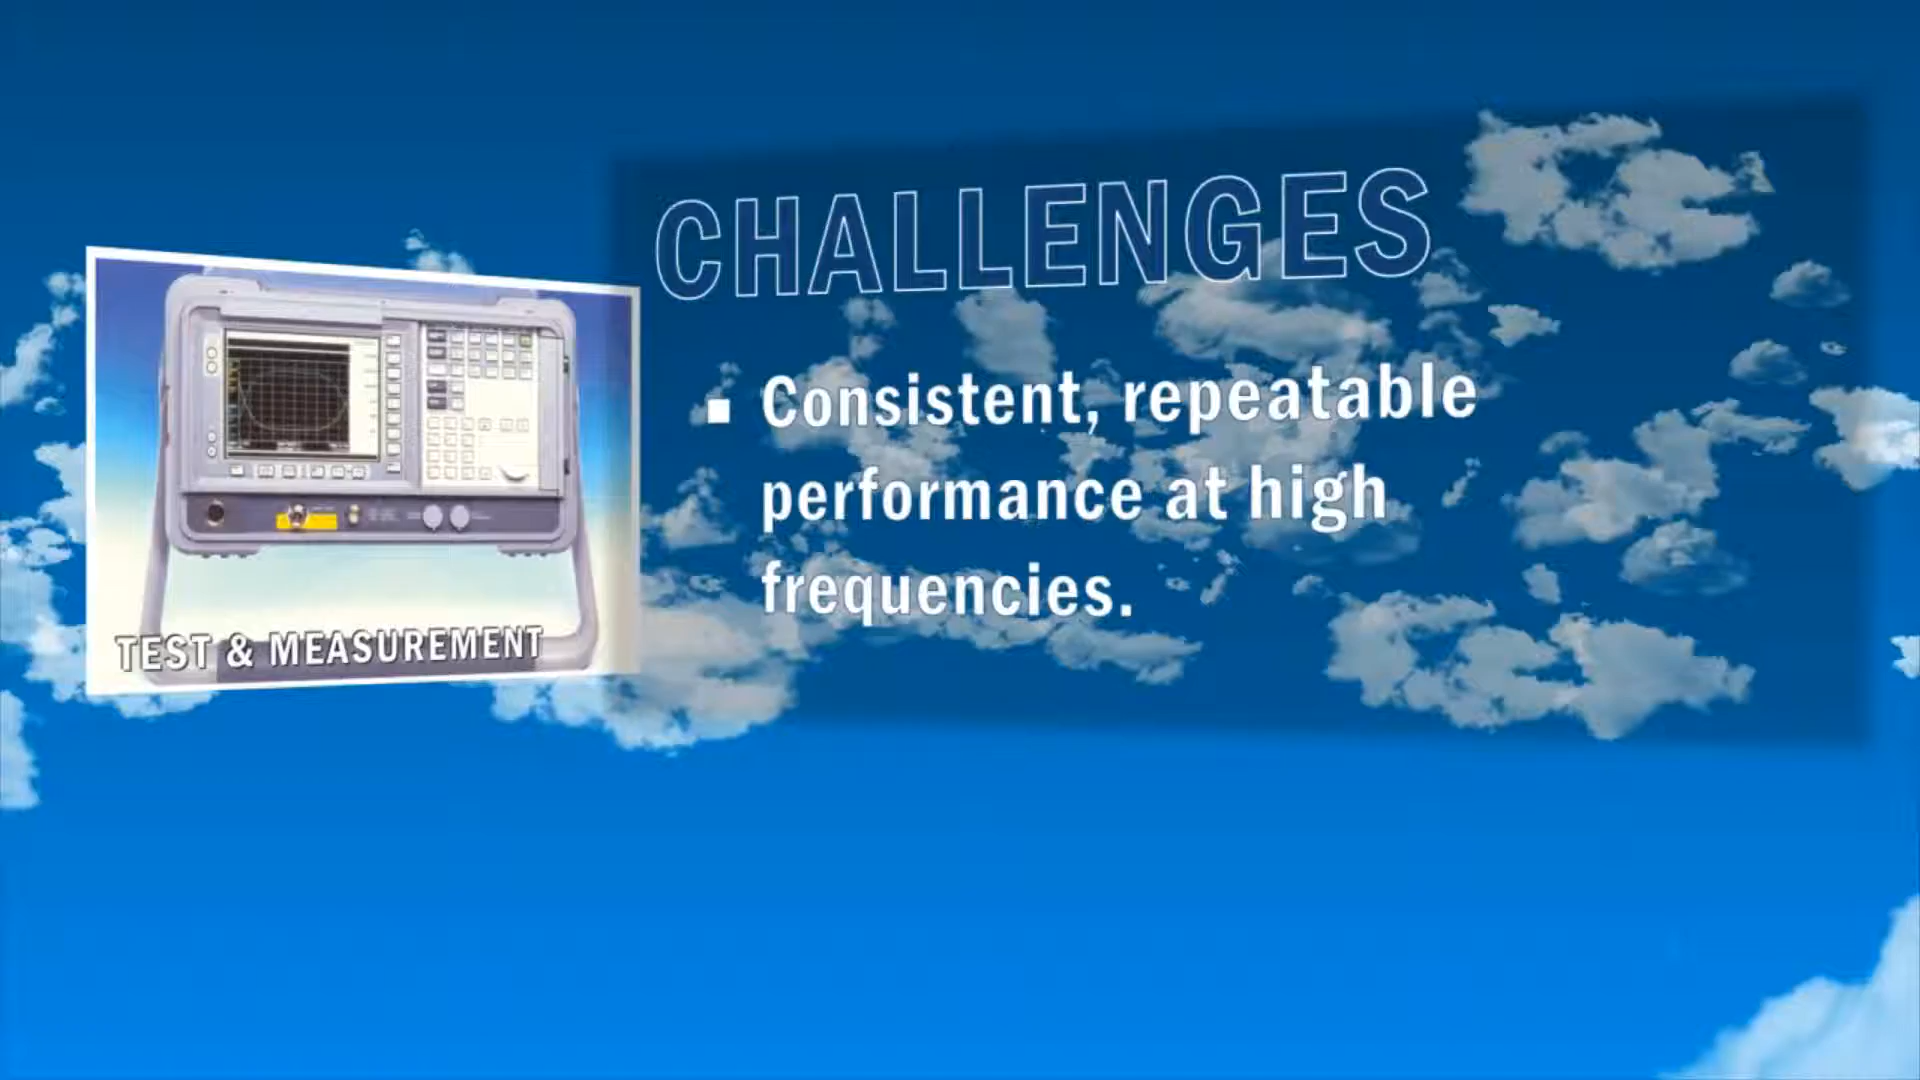 CHALLENGES
▪ Consistent, repeatable
performance at high
frequencies.
TEST & MEASUREMENT